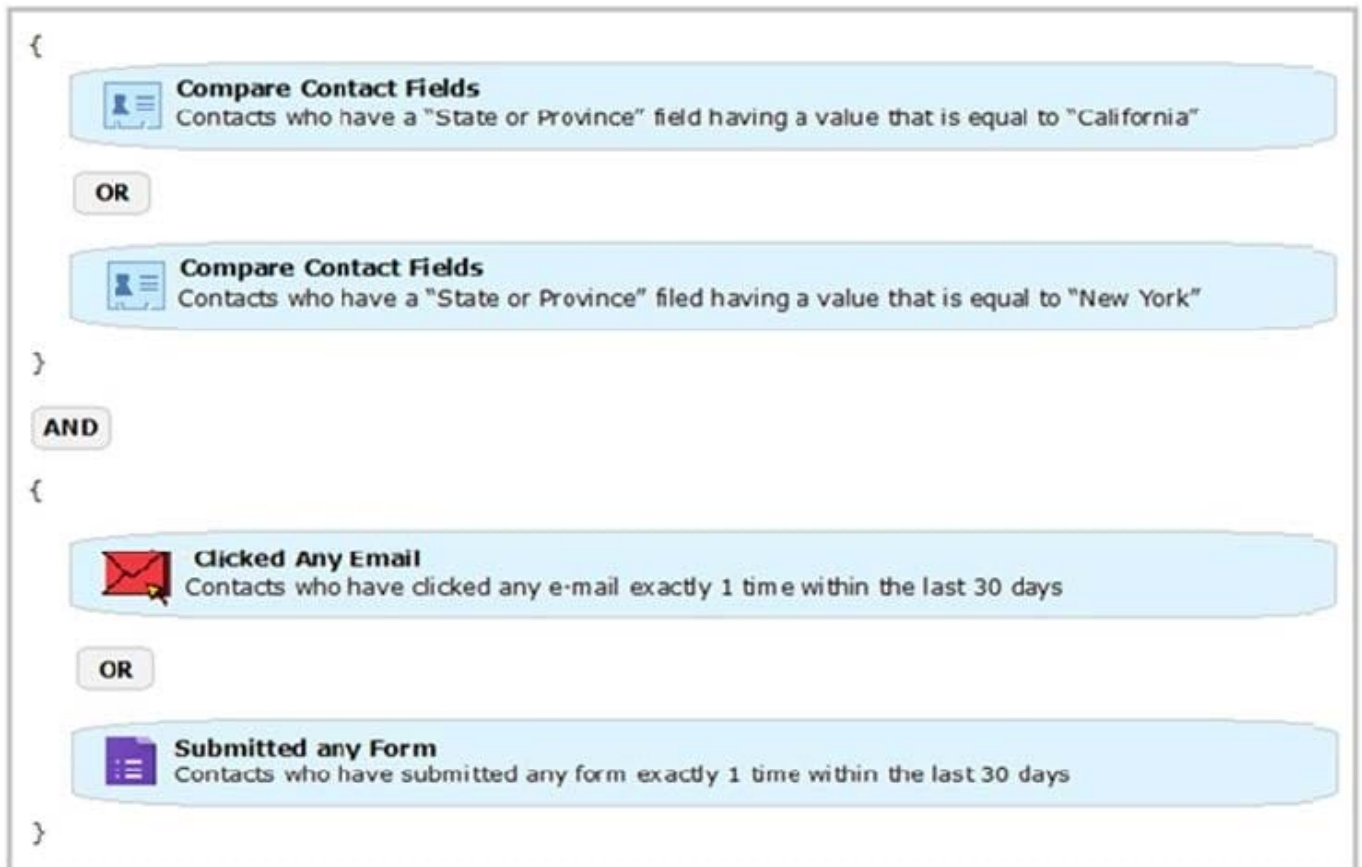 {
Compare Contact Fields
Contacts who have a “State or Province” field having a value that is equal to “California”
OR
Compare Contact Fields
Contacts who have a “State or Province” filed having a value that is equal to “New York”
}
AND
{
Clicked Any Email
Contacts who have clicked any e-mail exactly 1 time within the last 30 days
OR
Submitted any Form
Contacts who have submitted any form exactly 1 time within the last 30 days
}